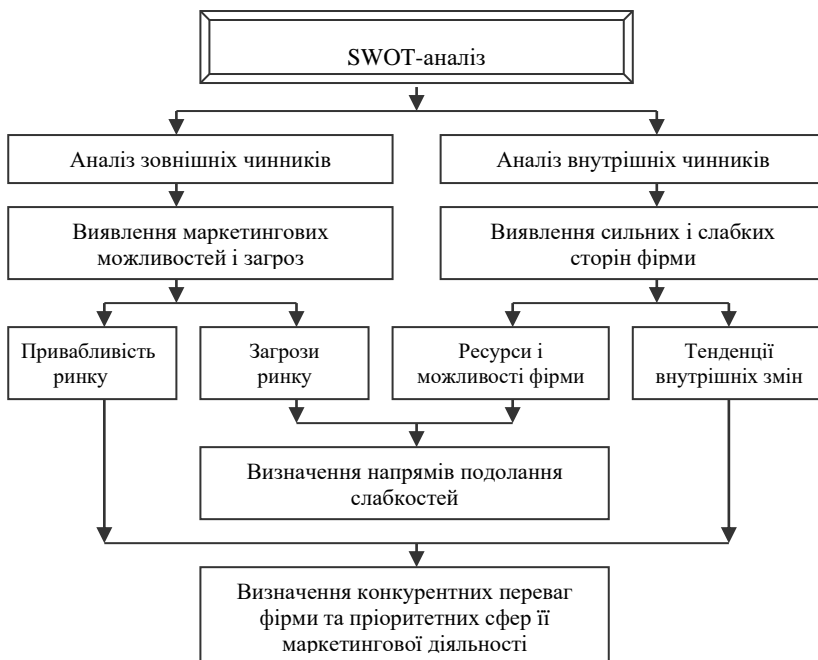 SWOT-аналіз
Аналіз зовнішніх чинників
Аналіз внутрішніх чинників
Виявлення маркетингових
можливостей і загроз
Виявлення сильних і слабких
сторін фірми
Привабливість
ринку
Загрози
ринку
Ресурси і
можливості фірми
Тенденції
внутрішніх змін
Визначення напрямів подолання
слабкостей
Визначення конкурентних переваг
фірми та пріоритетних сфер її
маркетингової діяльності